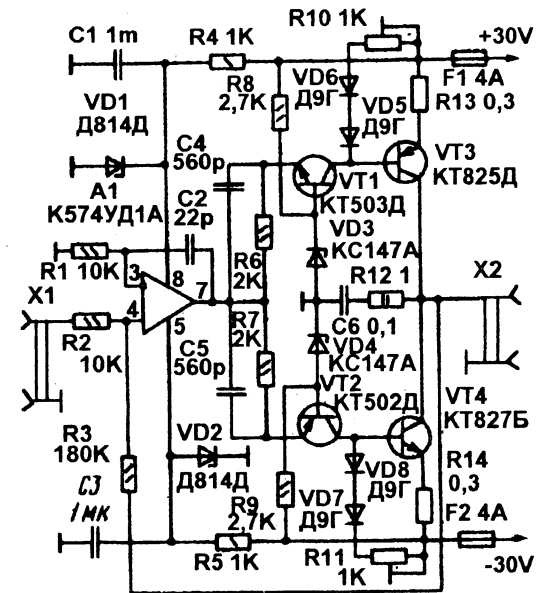 R10 1K
+30V
C1 1m
R4 1K
R8
2,7K
VD6
Д9Г
VD5
Д9Г
F1 4A
R13 0,3
VD1
Д814Д
C4
560p
VT3
КТ825Д
A1
К574УД1А
C2
22p
VT1
КТ503Д
R1 10K
3
8
7
4
5
R6
2K
VD3
КС147А
R12 1
X2
X1
R2
10K
R7
2K
C6 0,1
VD4
КС147А
C5
560p
VT2
КТ502Д
VT4
КТ827Б
R3
180K
VD2
Д814Д
VD8
Д9Г
R14
0,3
C3
1мк
R9
2,7K
VD7
Д9Г
F2 4A
R5 1K
R11
1K
-30V